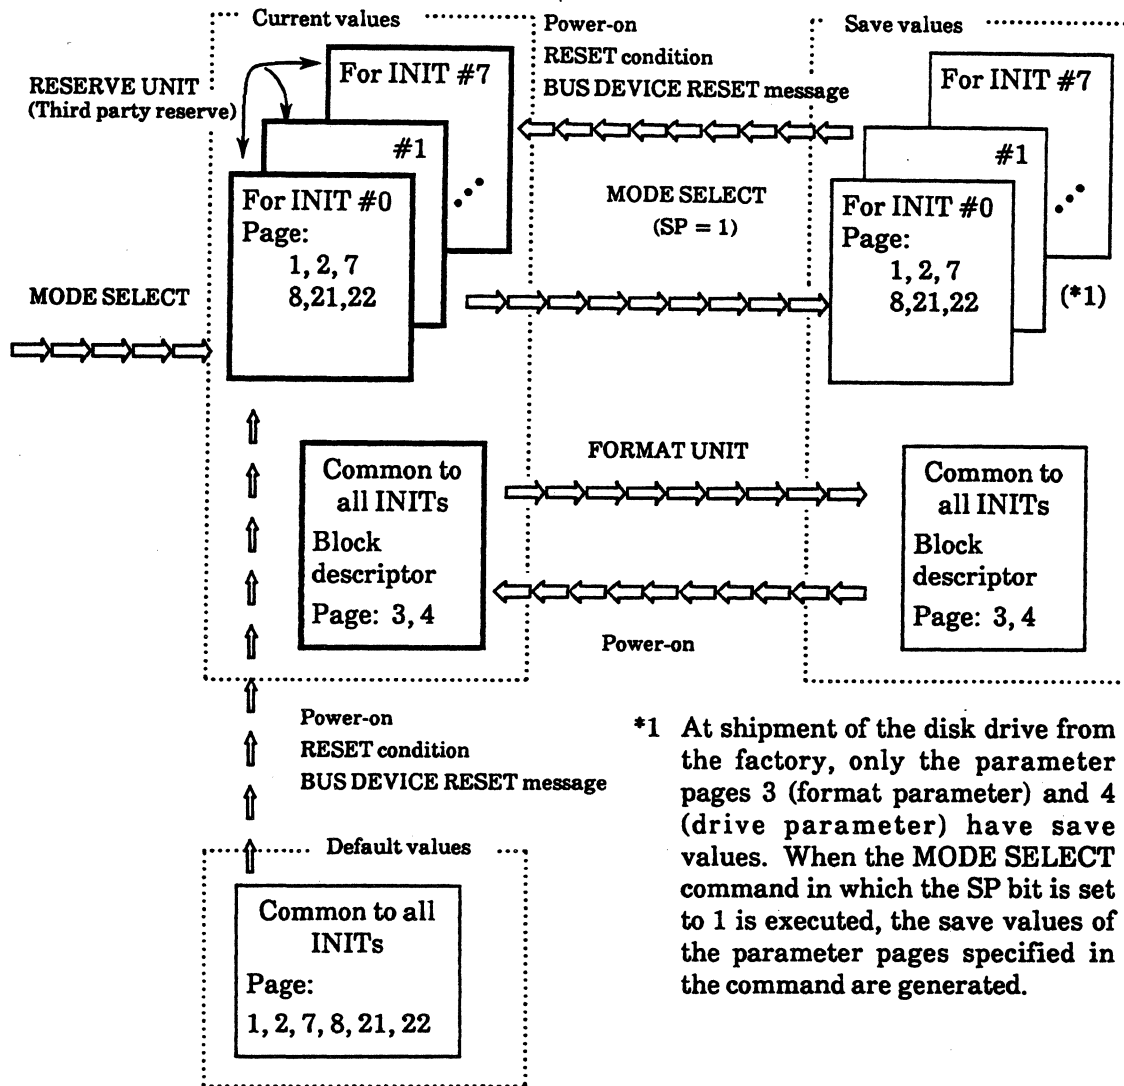 Current values
Power-on
RESET condition
BUS DEVICE RESET message
Save values
RESERVE UNIT
(Third party reserve)
For INIT #7
#1
For INIT #0
Page:
1, 2, 7
8,21,22
MODE SELECT
MODE SELECT
(SP = 1)
For INIT #7
#1
For INIT #0
Page:
1, 2, 7
8,21,22
(*1)
Common to
all INITs
Block
descriptor
Page: 3, 4
FORMAT UNIT
Power-on
Common to
all INITs
Block
descriptor
Page: 3, 4
Power-on
RESET condition
BUS DEVICE RESET message
*1 At shipment of the disk drive from
the factory, only the parameter
pages 3 (format parameter) and 4
(drive parameter) have save
values. When the MODE SELECT
command in which the SP bit is set
to 1 is executed, the save values of
the parameter pages specified in
the command are generated.
Default values
Common to all
INITs
Page:
1, 2, 7, 8, 21, 22